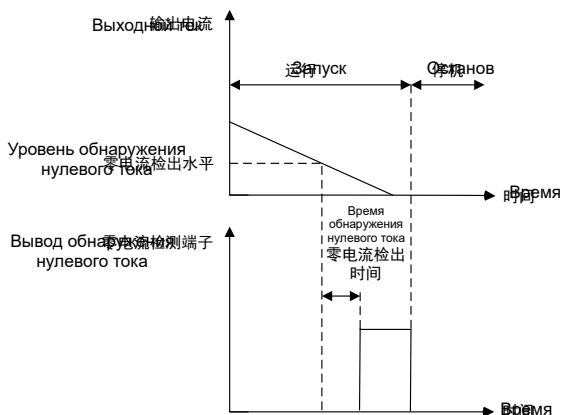 Выходной ток
输出电流
Запуск
运行
Останов
停机
Уровень обнаружения
нулевого тока
零电流检出水平
Время
时间
Время
обнаружения
нулевого тока
零电流检出
时间
Вывод обнаружения
нулевого тока
零电流检测端子
Время
时间